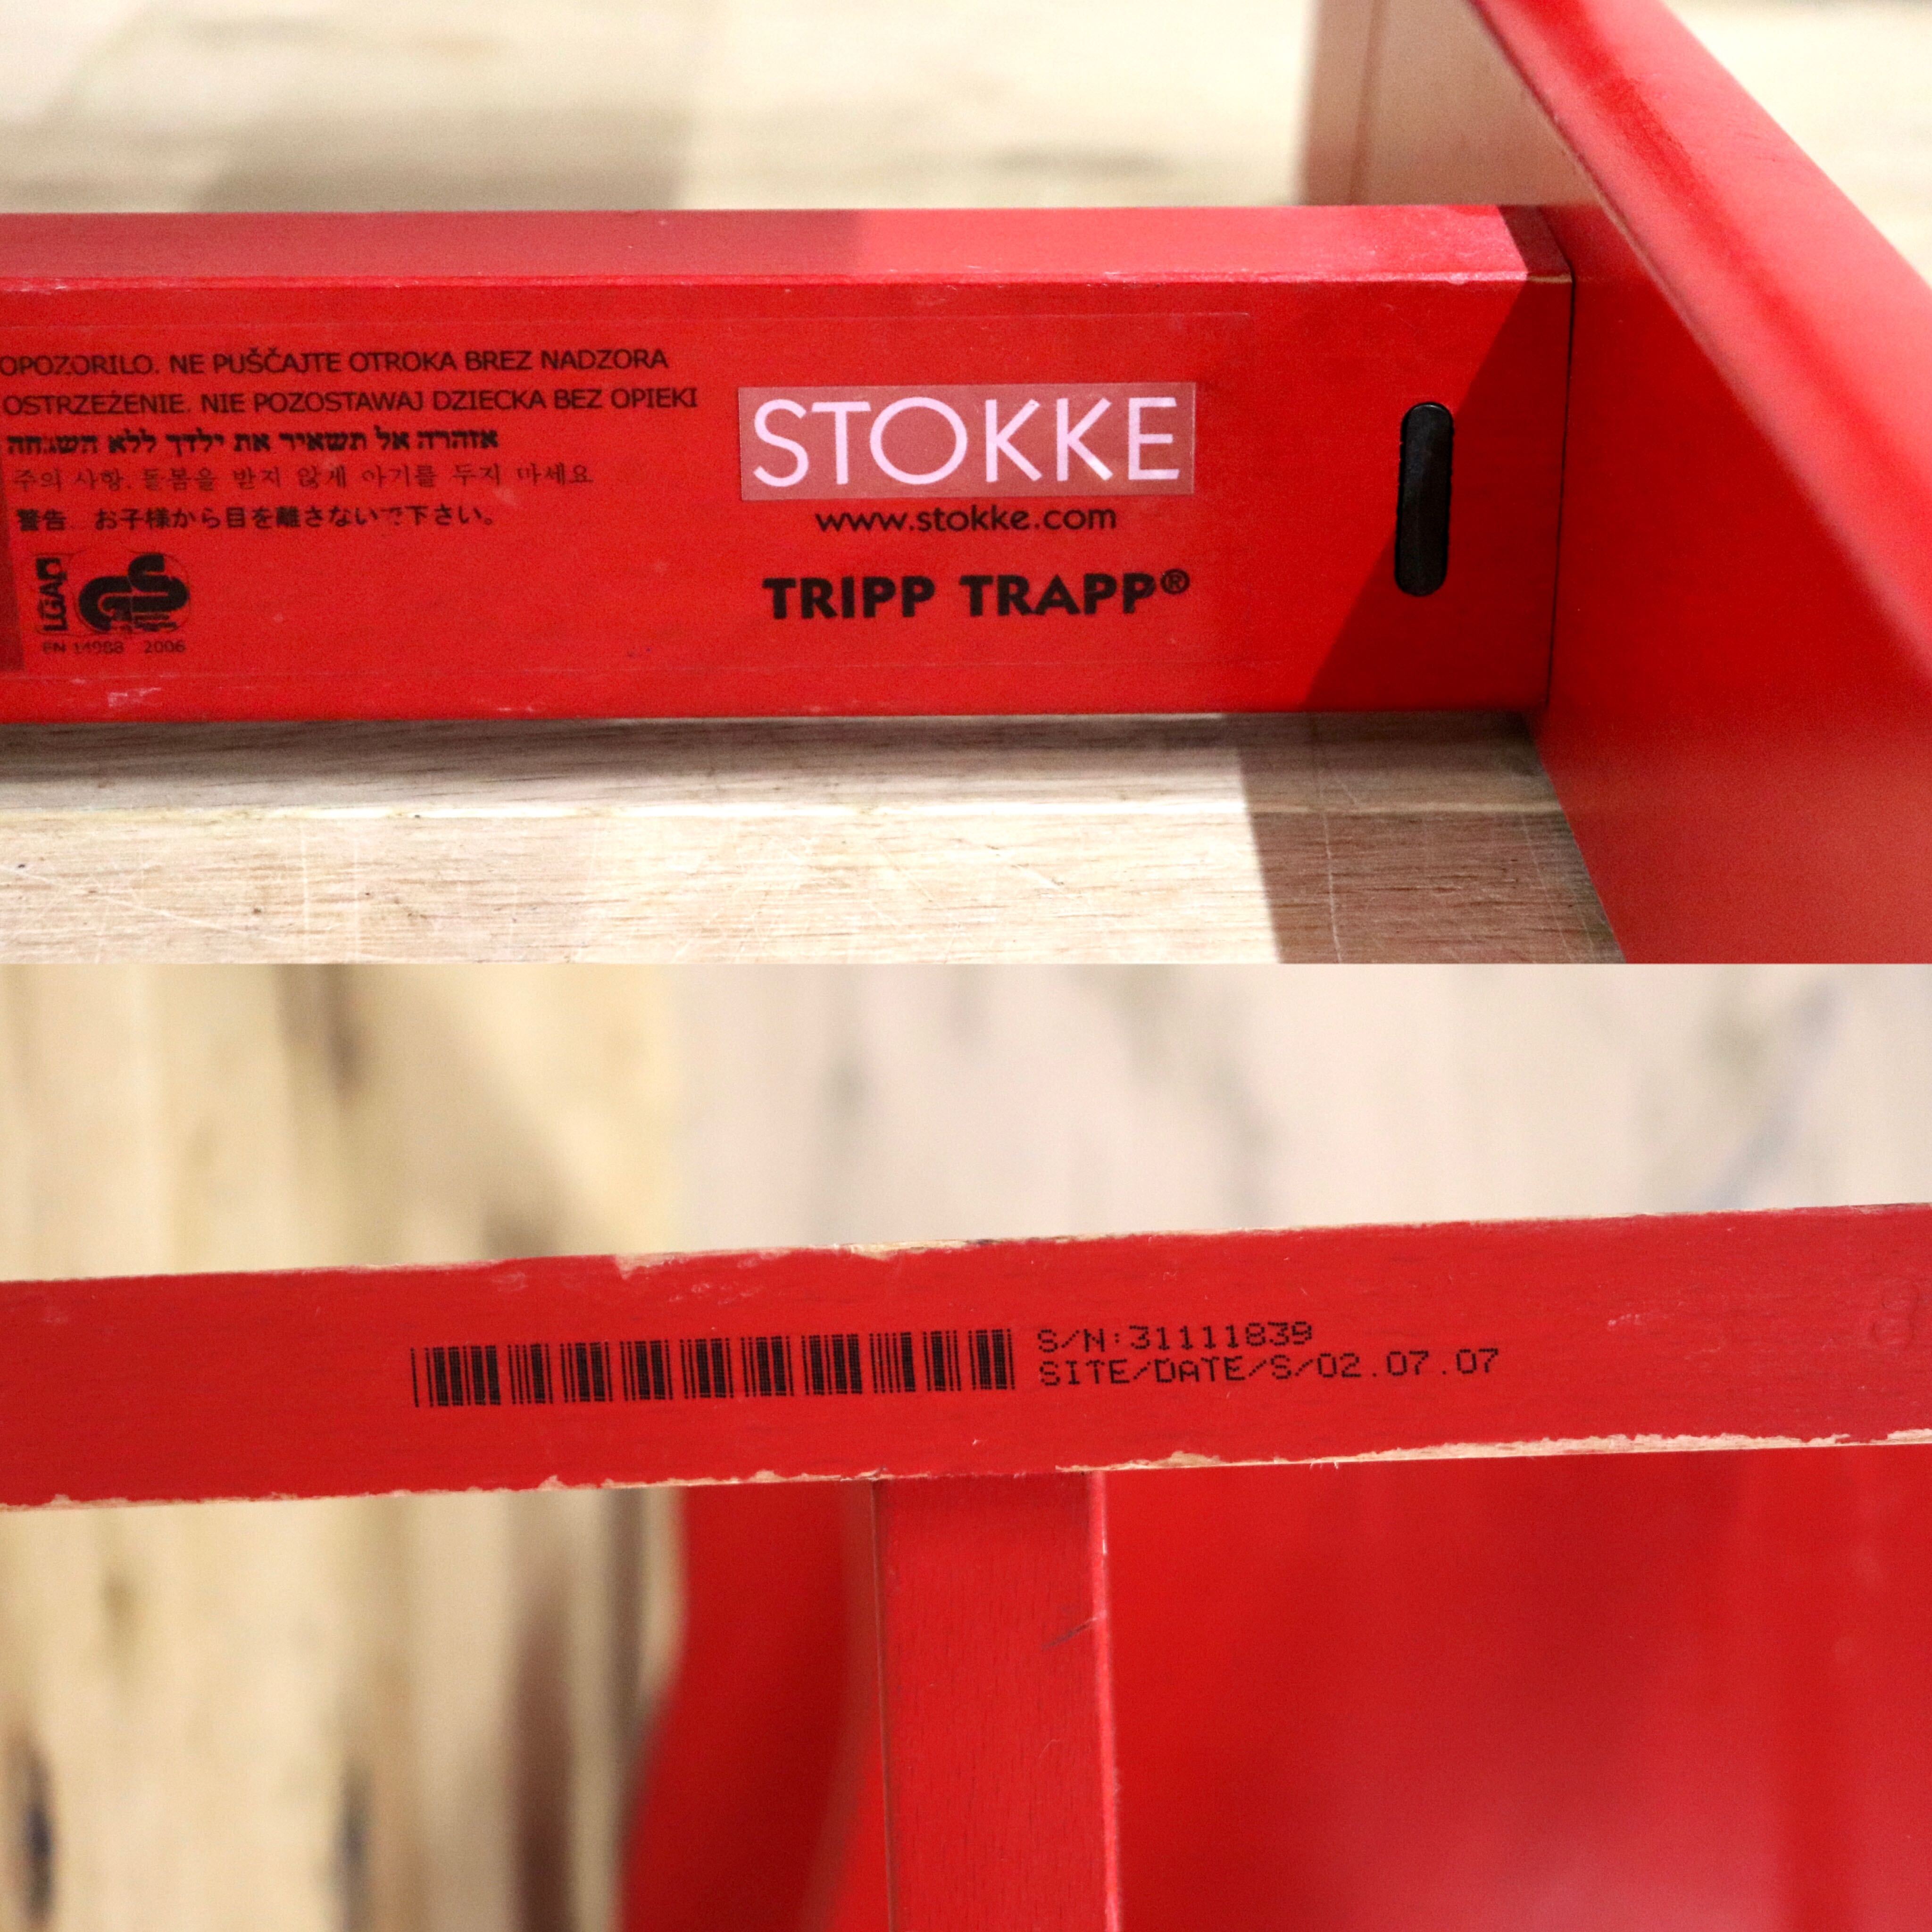 OPOZORILO. NE PUŠČAJTE OTROKA BREZ NADZORA
OSTRZEŻENIE. NIE POZOSTAWAJ DZIECKA BEZ OPIEKI
אזהרה אל תשאיר את ילדך ללא השגחה
주의 사항. 돌봄을 받지 않게 아기를 두지 마세요
警告. お子様から目を離さないで下さい。
LGA
GS
EN 14988 2006
STOKKE
www.stokke.com
TRIPP TRAPP®
S/N:31111839
SITE/DATE/S/02.07.07